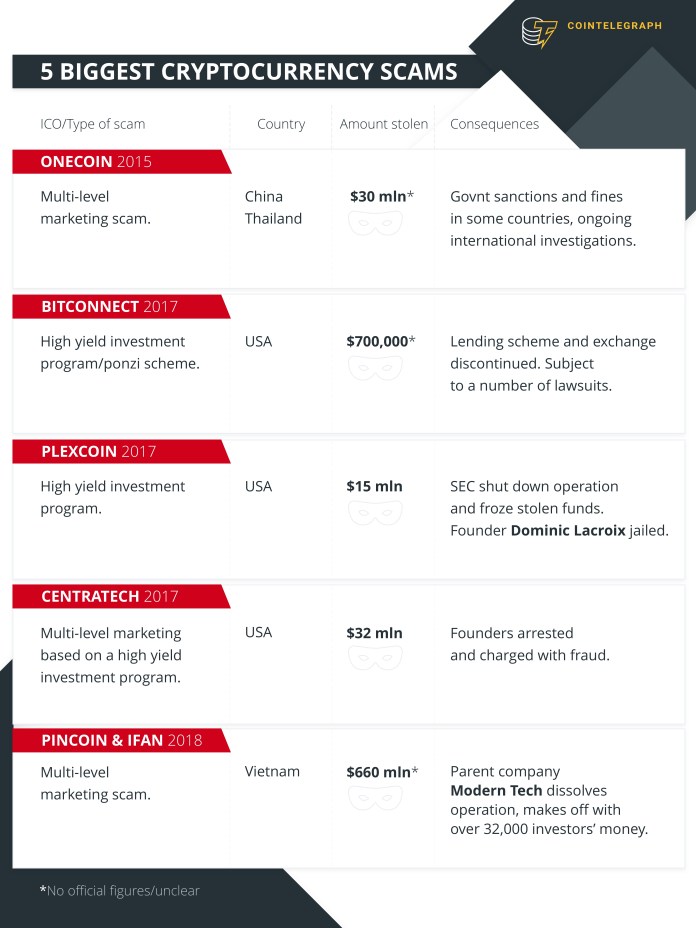 COINTELEGRAPH
5 BIGGEST CRYPTOCURRENCY SCAMS
ICO/Type of scam Country Amount stolen Consequences
ONECOIN 2015
Multi-level China $30 mln* Govnt sanctions and fines
marketing scam. Thailand in some countries, ongoing
international investigations.
BITCONNECT 2017
High yield investment USA $700,000* Lending scheme and exchange
program/ponzi scheme. discontinued. Subject
to a number of lawsuits.
PLEXCOIN 2017
High yield investment USA $15 mln SEC shut down operation
program. and froze stolen funds.
Founder Dominic Lacroix jailed.
CENTRATECH 2017
Multi-level marketing USA $32 mln Founders arrested
based on a high yield and charged with fraud.
investment program.
PINCOIN & IFAN 2018
Multi-level Vietnam $660 mln* Parent company
marketing scam. Modern Tech dissolves
operation, makes off with
over 32,000 investors’ money.
*No official figures/unclear